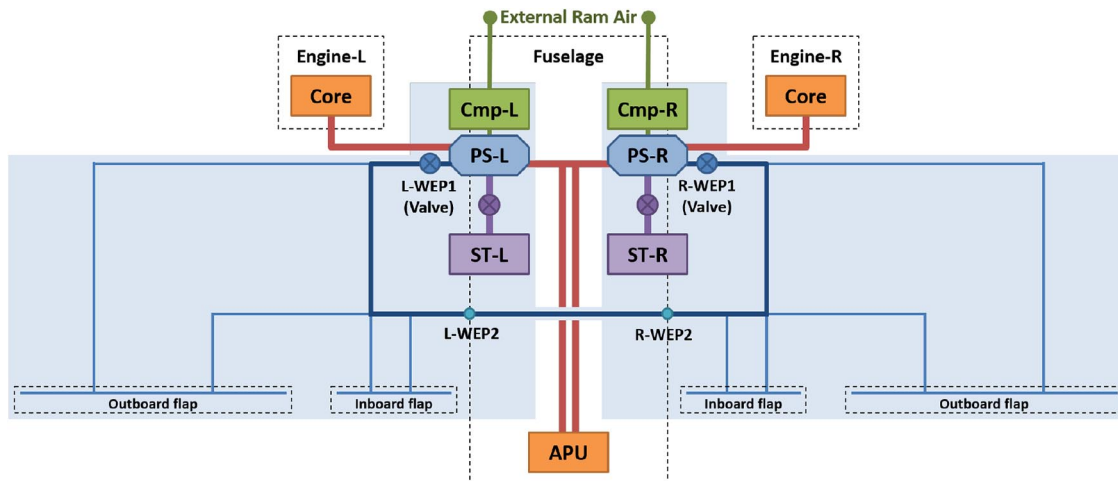 External Ram Air
Engine-L
Fuselage
Engine-R
Core
Cmp-L
Cmp-R
Core
PS-L
PS-R
L-WEP1
(Valve)
R-WEP1
(Valve)
ST-L
ST-R
L-WEP2
R-WEP2
Outboard flap
Inboard flap
Inboard flap
Outboard flap
APU